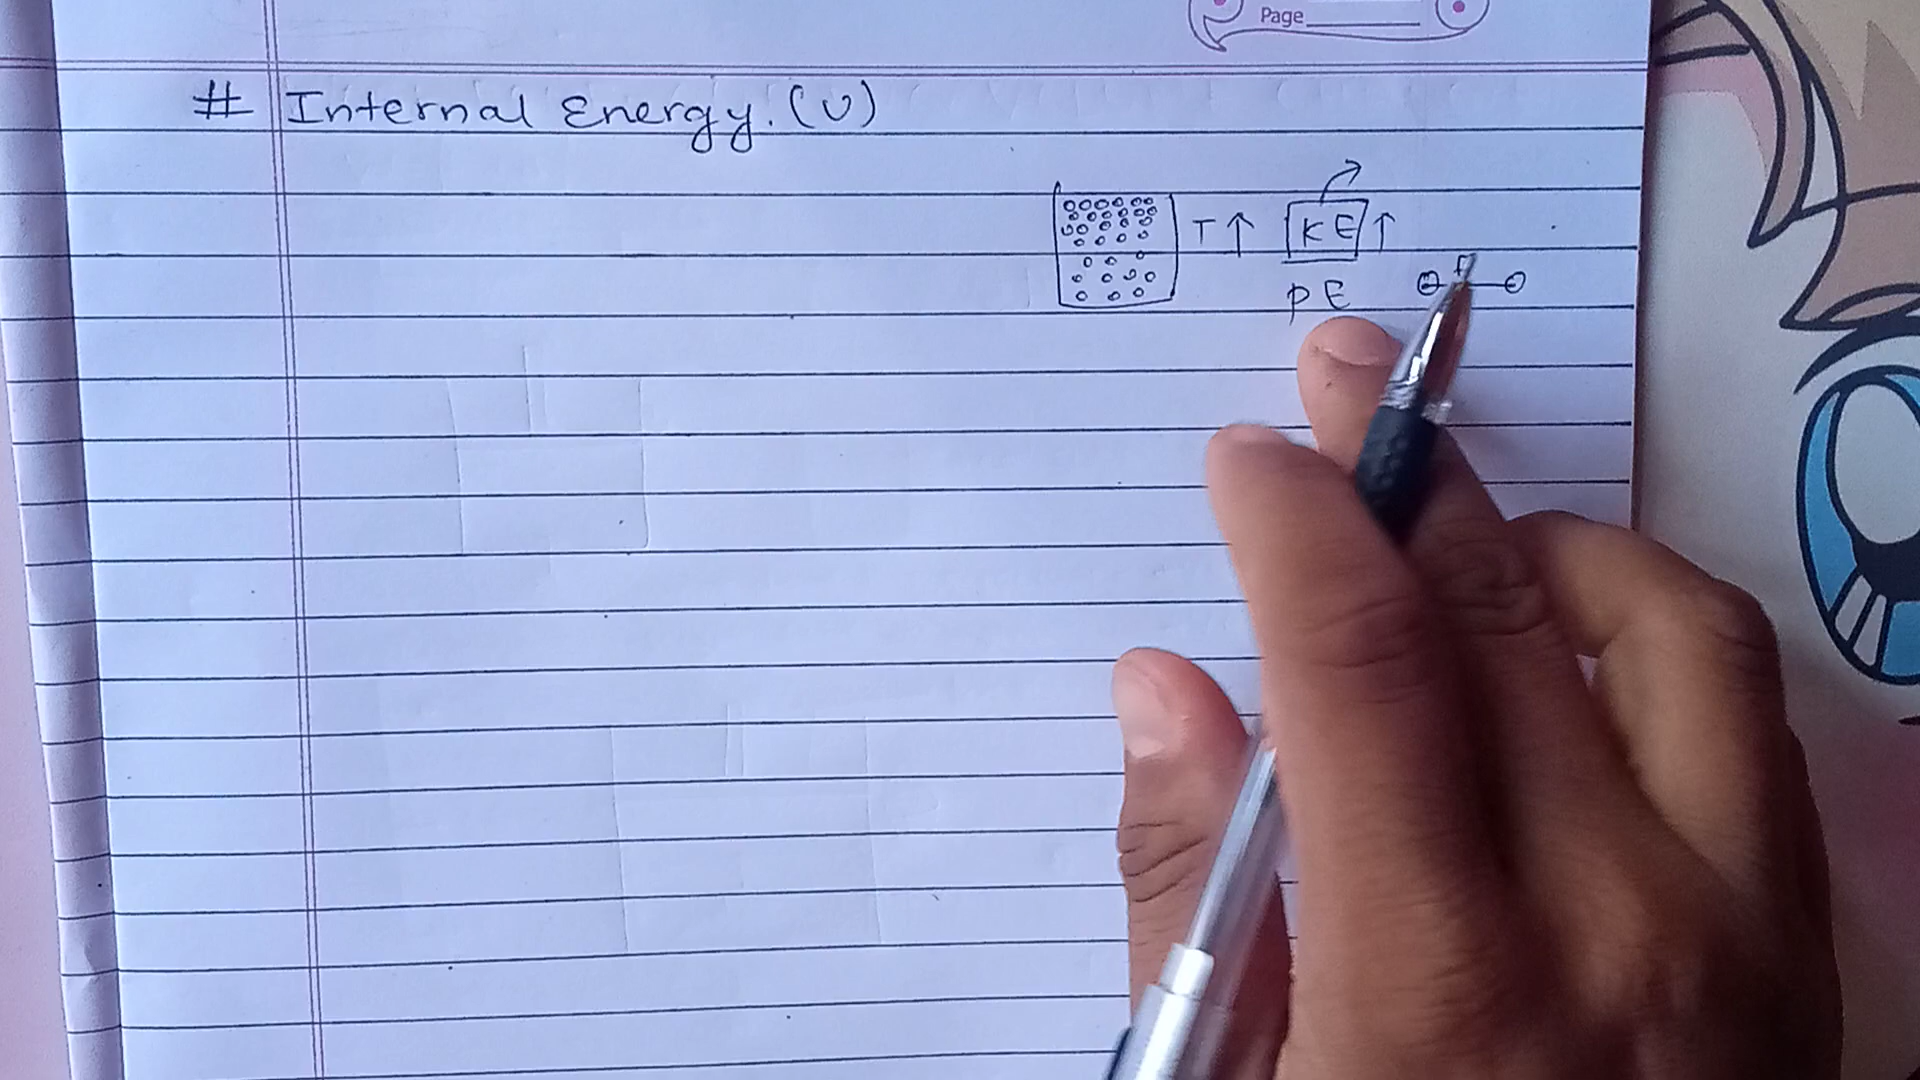 Page
# Internal Energy. (U)
T↑ KE↑
PE